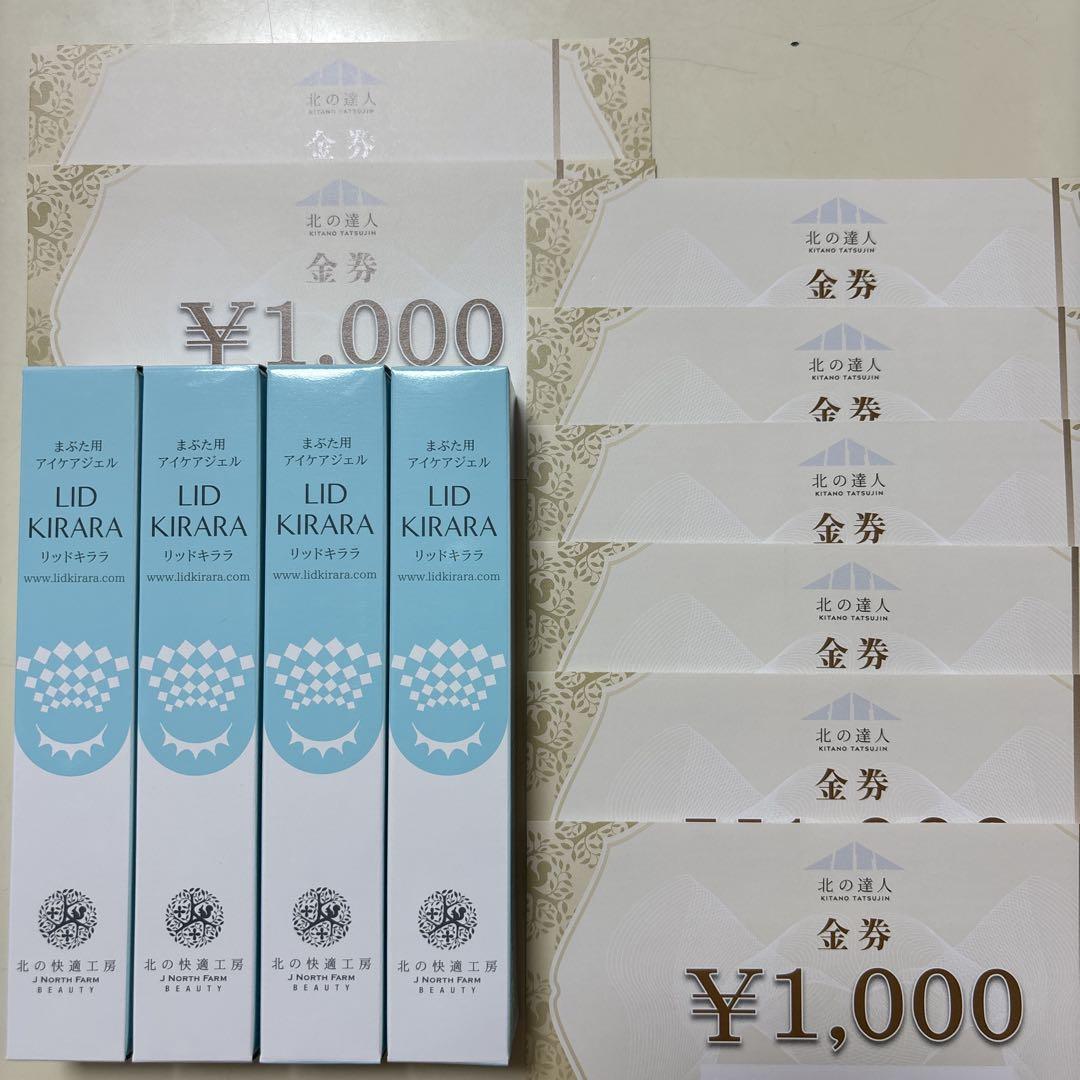 北の達人
KITANO TATSUJIN
金券
北の達人
KITANO TATSUJIN
金券
¥1,000
まぶた用
アイケアジェル
LID
KIRARA
リッドキララ
www.lidkirara.com
北の快適工房
J NORTH FARM
BEAUTY
まぶた用
アイケアジェル
LID
KIRARA
リッドキララ
www.lidkirara.com
北の快適工房
J NORTH FARM
BEAUTY
まぶた用
アイケアジェル
LID
KIRARA
リッドキララ
www.lidkirara.com
北の快適工房
J NORTH FARM
BEAUTY
まぶた用
アイケアジェル
LID
KIRARA
リッドキララ
www.lidkirara.com
北の快適工房
J NORTH FARM
BEAUTY
北の達人
KITANO TATSUJIN
金券
北の達人
KITANO TATSUJIN
金券
北の達人
KITANO TATSUJIN
金券
北の達人
KITANO TATSUJIN
金券
北の達人
KITANO TATSUJIN
金券
¥1,000
北の達人
KITANO TATSUJIN
金券
¥1,000